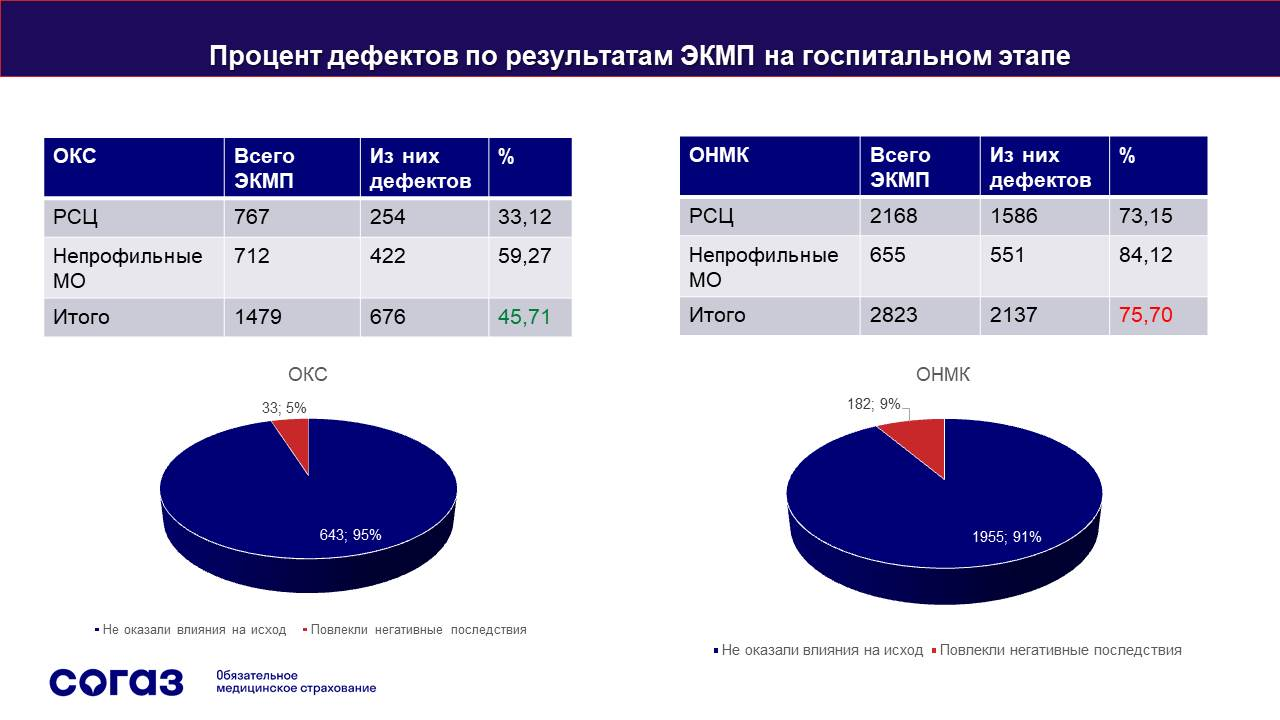 Процент дефектов по результатам ЭКМП на госпитальном этапе
ОКС Всего ЭКМП Из них дефектов %
РСЦ 767 254 33,12
Непрофильные МО 712 422 59,27
Итого 1479 676 45,71
ОНМК Всего ЭКМП Из них дефектов %
РСЦ 2168 1586 73,15
Непрофильные МО 655 551 84,12
Итого 2823 2137 75,70
ОКС
33; 5%
643; 95%
Не оказали влияния на исход Повлекли негативные последствия
ОНМК
182; 9%
1955; 91%
Не оказали влияния на исход Повлекли негативные последствия
согаз
Обязательное
медицинское страхование